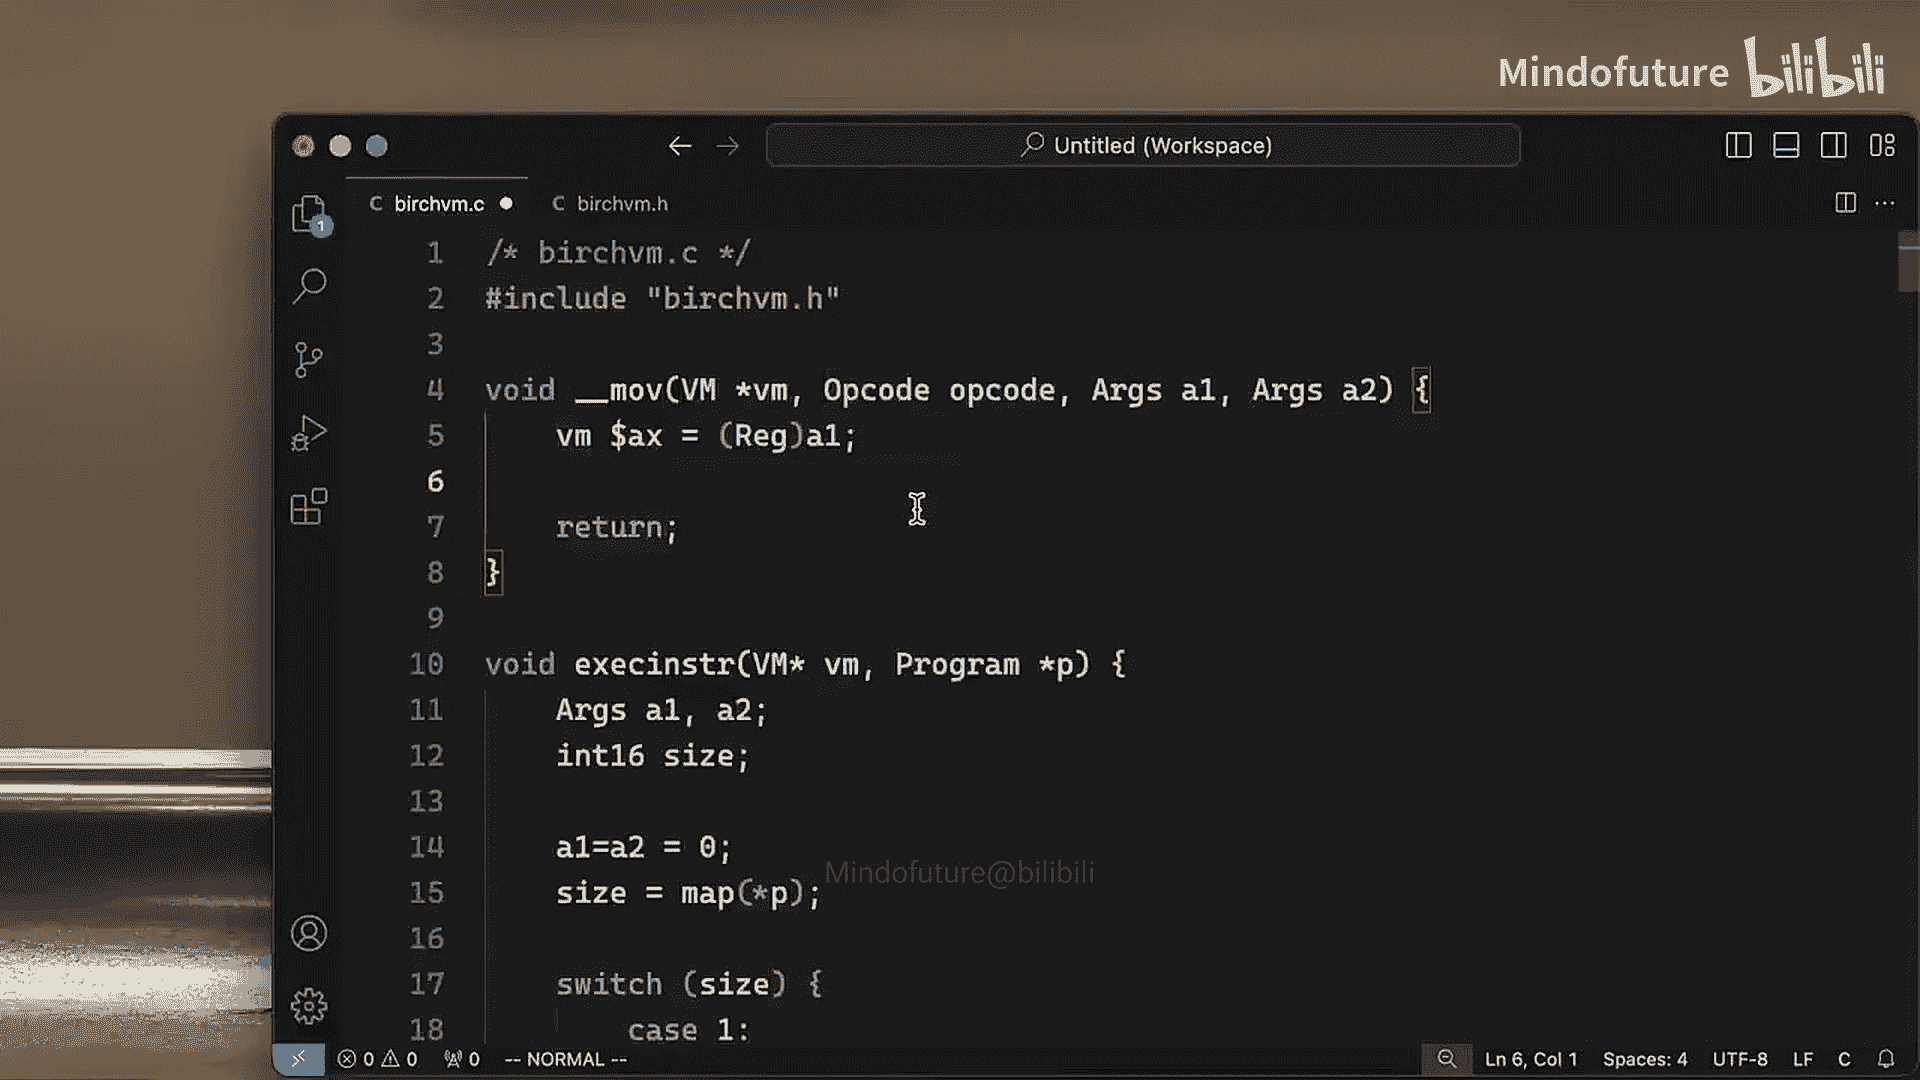 Mindofuture bilibili
Untitled (Workspace)
birchvm.c birchvm.h
1
1 /* birchvm.c */
2 #include "birchvm.h"
3
4 void __mov(VM *vm, Opcode opcode, Args a1, Args a2) {
5 vm $ax = (Reg)a1;
6
7 return;
8 }
9
10 void execinstr(VM* vm, Program *p) {
11 Args a1, a2;
12 int16 size;
13
14 a1=a2 = 0;
Mindofuture@bilibili
15 size = map(*p);
16
17 switch (size) {
18 case 1:
0 0 0 -- NORMAL -- Ln 6, Col 1 Spaces: 4 UTF-8 LF C